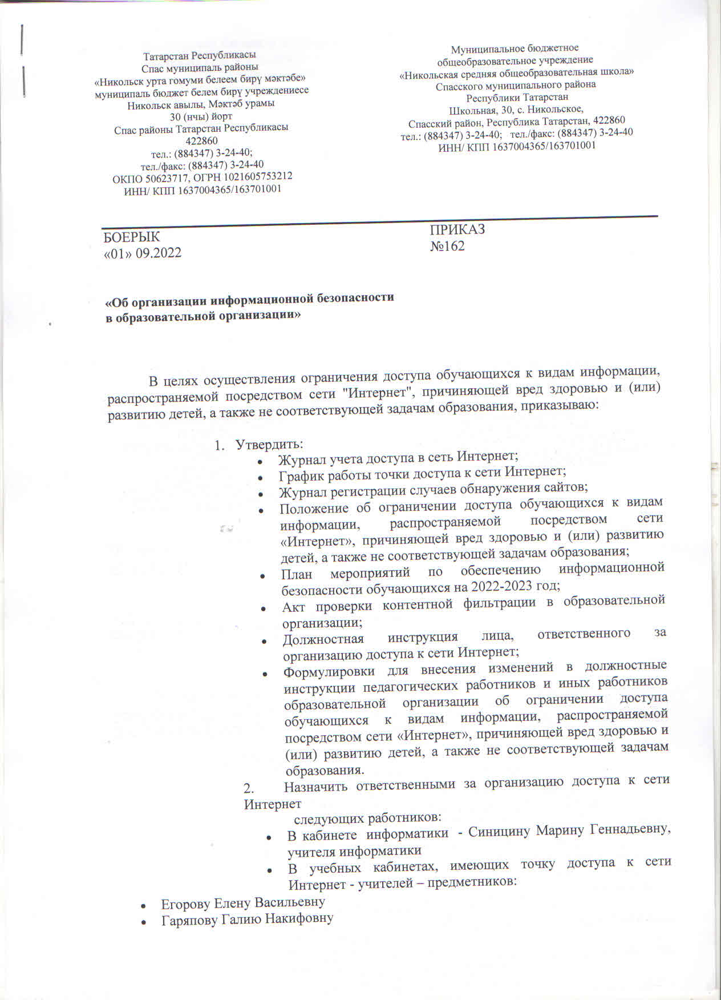 Татарстан Республикасы
Спас муниципаль районы
«Никольск урта гомуми белеем бирү мәктәбе»
муниципаль бюджет белем бирү учреждениесе
Никольск авылы, Мәктәб урамы
30 (нчы) йорт
Спас районы Татарстан Республикасы
422860
тел.: (884347) 3-24-40;
тел./факс: (884347) 3-24-40
ОКПО 50623717, ОГРН 1021605753212
ИНН/ КПП 1637004365/163701001
Муниципальное бюджетное
общеобразовательное учреждение
«Никольская средняя общеобразовательная школа»
Спасского муниципального района
Республики Татарстан
Школьная, 30, с. Никольское,
Спасский район, Республика Татарстан, 422860
тел.: (884347) 3-24-40; тел./факс: (884347) 3-24-40
ИНН/ КПП 1637004365/163701001
БОЕРЫК
«01» 09.2022
ПРИКАЗ
№162
«Об организации информационной безопасности
в образовательной организации»
В целях осуществления ограничения доступа обучающихся к видам информации,
распространяемой посредством сети "Интернет", причиняющей вред здоровью и (или)
развитию детей, а также не соответствующей задачам образования, приказываю:
1. Утвердить:
• Журнал учета доступа в сеть Интернет;
• График работы точки доступа к сети Интернет;
• Журнал регистрации случаев обнаружения сайтов;
• Положение об ограничении доступа обучающихся к видам
информации, распространяемой посредством сети
«Интернет», причиняющей вред здоровью и (или) развитию
детей, а также не соответствующей задачам образования;
• План мероприятий по обеспечению информационной
безопасности обучающихся на 2022-2023 год;
• Акт проверки контентной фильтрации в образовательной
организации;
• Должностная инструкция лица, ответственного за
организацию доступа к сети Интернет;
• Формулировки для внесения изменений в должностные
инструкции педагогических работников и иных работников
образовательной организации об ограничении доступа
обучающихся к видам информации, распространяемой
посредством сети «Интернет», причиняющей вред здоровью и
(или) развитию детей, а также не соответствующей задачам
образования.
2. Назначить ответственными за организацию доступа к сети
Интернет
следующих работников:
• В кабинете информатики - Синицину Марину Геннадьевну,
учителя информатики
• В учебных кабинетах, имеющих точку доступа к сети
Интернет - учителей – предметников:
• Егорову Елену Васильевну
• Гаряпову Галию Накифовну